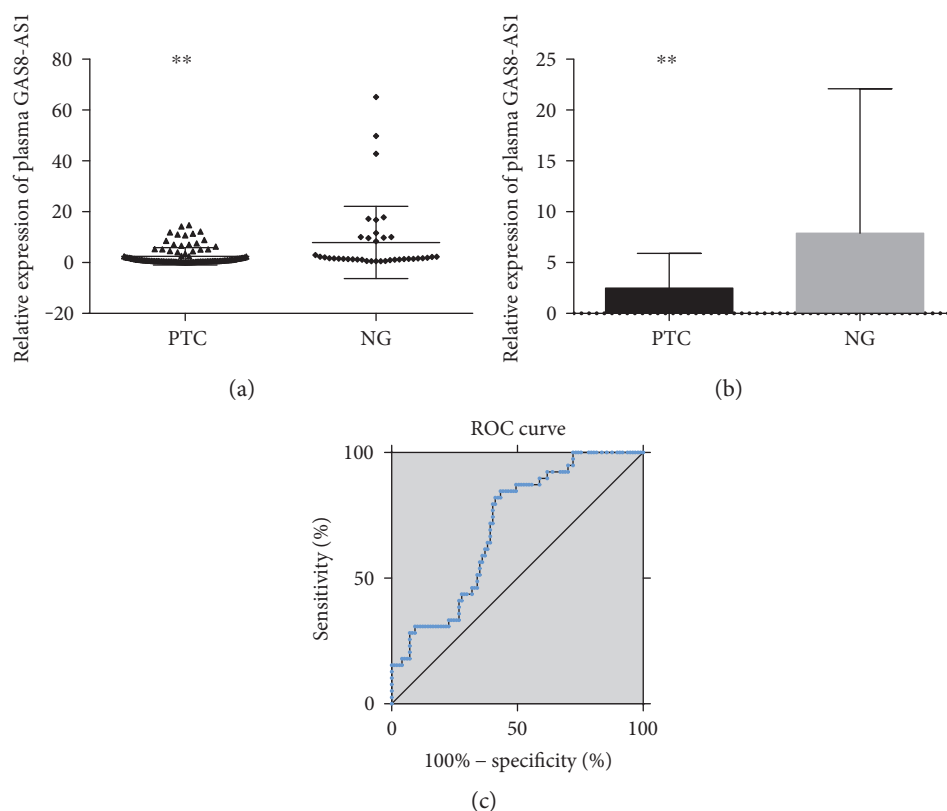 Relative expression of plasma GAS8-AS1
80
60
40
20
0
-20
**
PTC
NG
(a)
Relative expression of plasma GAS8-AS1
25
20
15
10
5
0
**
PTC
NG
(b)
ROC curve
Sensitivity (%)
100
50
0
0
50
100
100% − specificity (%)
(c)